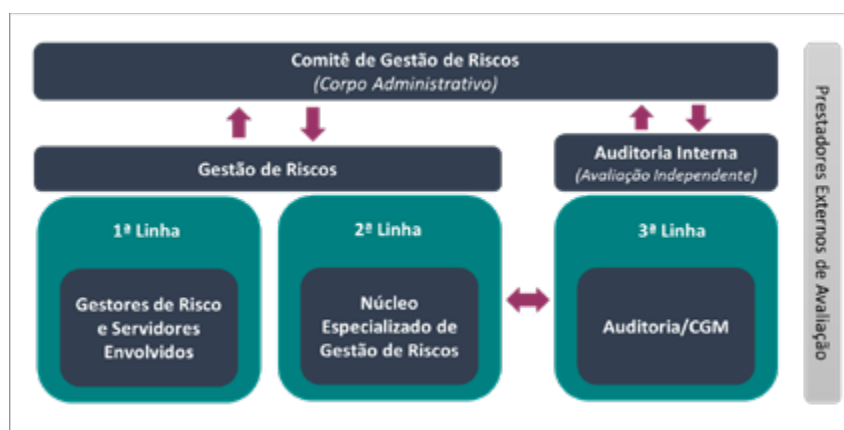 Comitê de Gestão de Riscos
(Corpo Administrativo)
Gestão de Riscos
Auditoria Interna
(Avaliação Independente)
1ª Linha
Gestores de Risco
e Servidores
Envolvidos
2ª Linha
Núcleo
Especializado de
Gestão de Riscos
3ª Linha
Auditoria/CGM
Prestadores Externos de Avaliação